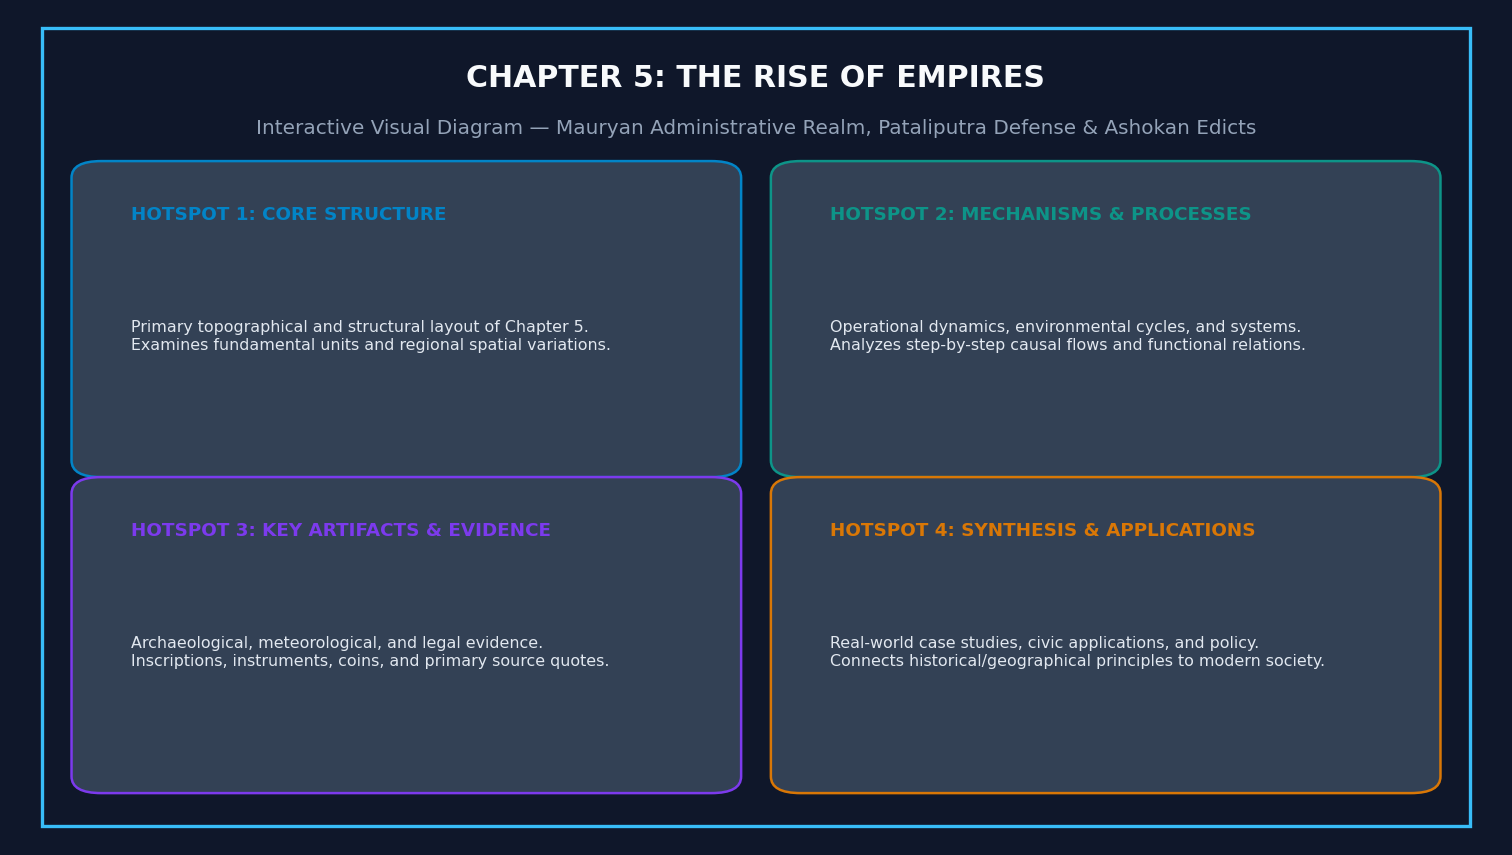 CHAPTER 5: THE RISE OF EMPIRES
Interactive Visual Diagram — Mauryan Administrative Realm, Pataliputra Defense & Ashokan Edicts
HOTSPOT 1: CORE STRUCTURE
Primary topographical and structural layout of Chapter 5.
Examines fundamental units and regional spatial variations.
HOTSPOT 2: MECHANISMS & PROCESSES
Operational dynamics, environmental cycles, and systems.
Analyzes step-by-step causal flows and functional relations.
HOTSPOT 3: KEY ARTIFACTS & EVIDENCE
Archaeological, meteorological, and legal evidence.
Inscriptions, instruments, coins, and primary source quotes.
HOTSPOT 4: SYNTHESIS & APPLICATIONS
Real-world case studies, civic applications, and policy.
Connects historical/geographical principles to modern society.